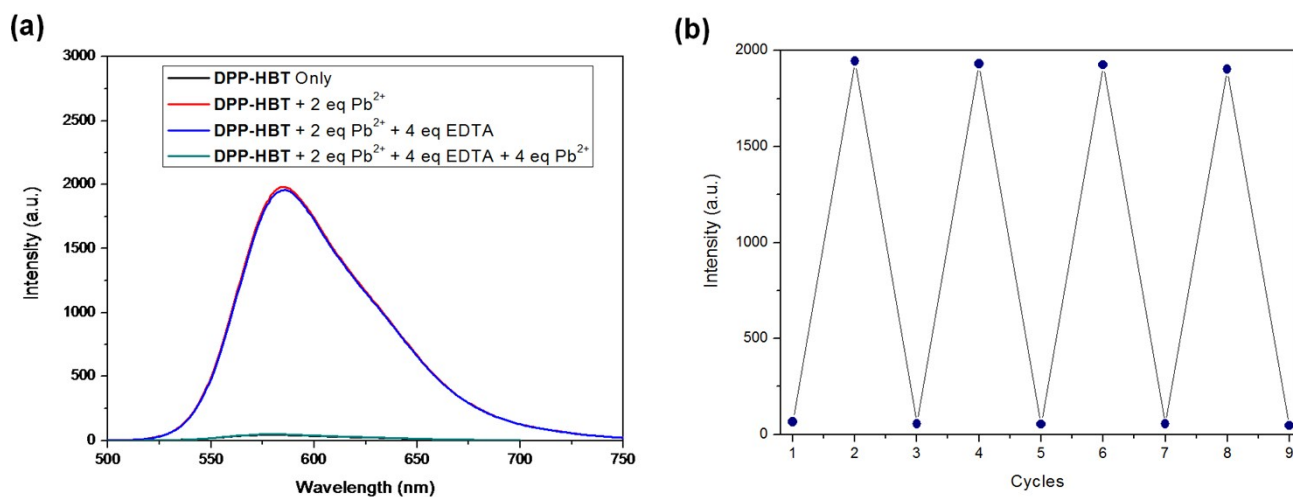 (a)
3000
2500
2000
1500
1000
500
0
Intensity (a.u.)
DPP-HBT Only
DPP-HBT + 2 eq Pb²⁺
DPP-HBT + 2 eq Pb²⁺ + 4 eq EDTA
DPP-HBT + 2 eq Pb²⁺ + 4 eq EDTA + 4 eq Pb²⁺
500 550 600 650 700 750
Wavelength (nm)
(b)
2000
1500
1000
500
0
Intensity (a.u.)
1 2 3 4 5 6 7 8 9
Cycles